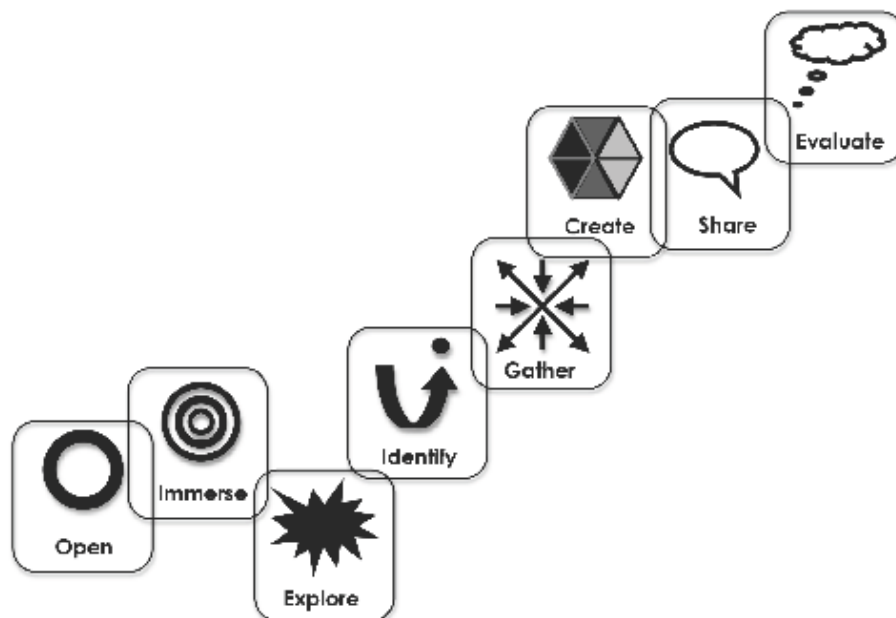 Open
Immerse
Explore
Identify
Gather
Create
Share
Evaluate